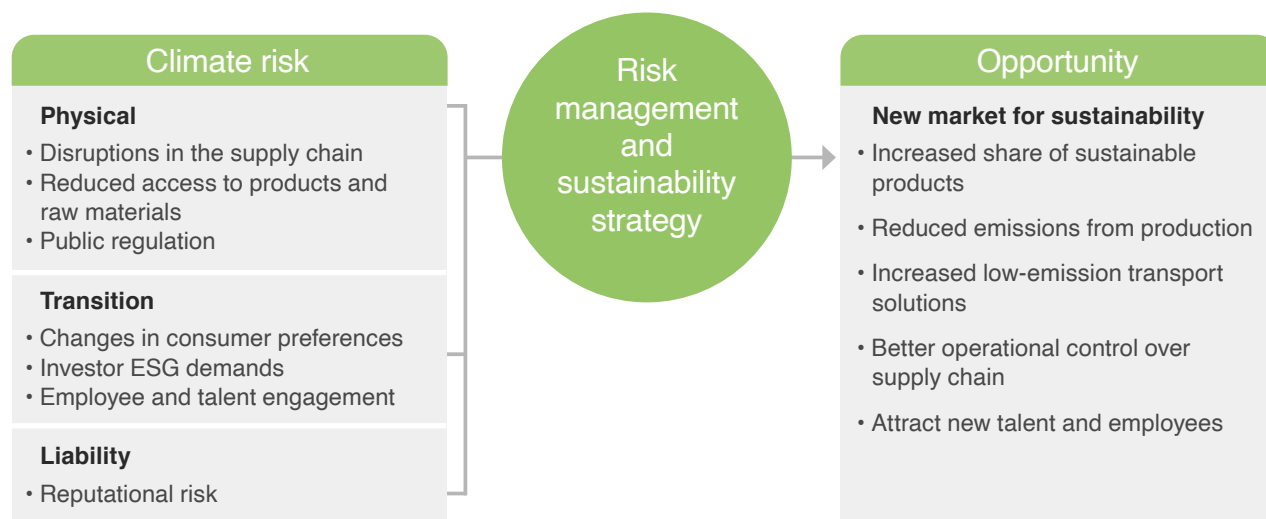 Climate risk
Physical
• Disruptions in the supply chain
• Reduced access to products and
raw materials
• Public regulation
Transition
• Changes in consumer preferences
• Investor ESG demands
• Employee and talent engagement
Liability
• Reputational risk
Risk
management
and
sustainability
strategy
Opportunity
New market for sustainability
• Increased share of sustainable
products
• Reduced emissions from production
• Increased low-emission transport
solutions
• Better operational control over
supply chain
• Attract new talent and employees